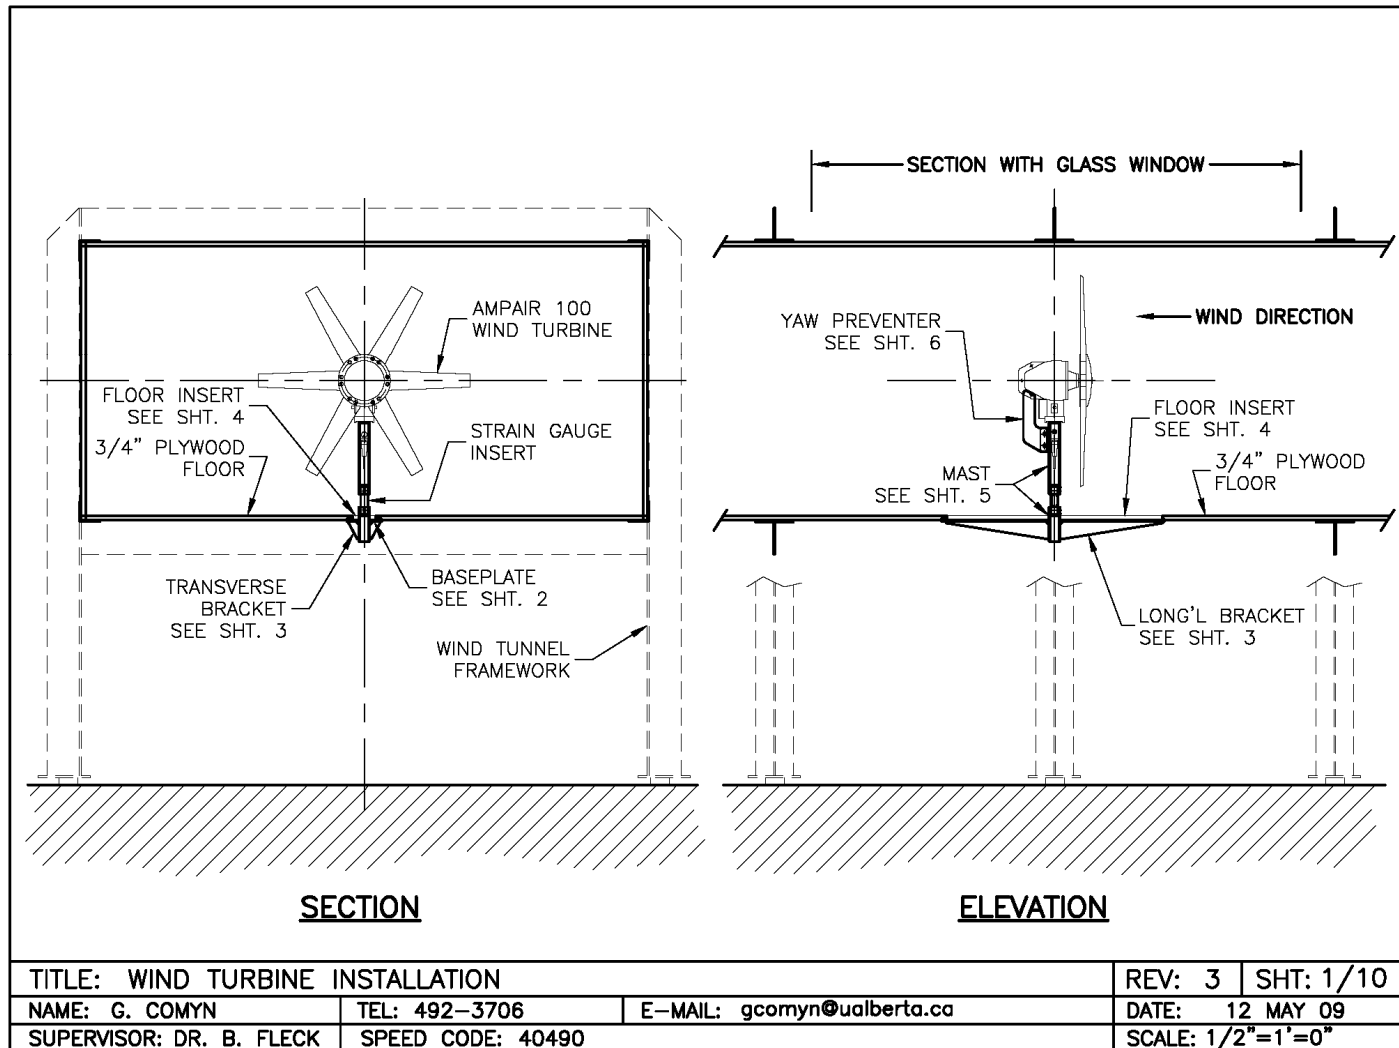 SECTION WITH GLASS WINDOW
AMPAIR 100
WIND TURBINE
FLOOR INSERT
SEE SHT. 4
3/4" PLYWOOD
FLOOR
STRAIN GAUGE
INSERT
TRANSVERSE
BRACKET
SEE SHT. 3
BASEPLATE
SEE SHT. 2
WIND TUNNEL
FRAMEWORK
YAW PREVENTER
SEE SHT. 6
WIND DIRECTION
FLOOR INSERT
SEE SHT. 4
3/4" PLYWOOD
FLOOR
MAST
SEE SHT. 5
LONG'L BRACKET
SEE SHT. 3
SECTION
ELEVATION
TITLE: WIND TURBINE INSTALLATION
REV: 3
SHT: 1/10
NAME: G. COMYN
TEL: 492-3706
E-MAIL: gcomyn@ualberta.ca
DATE: 12 MAY 09
SUPERVISOR: DR. B. FLECK
SPEED CODE: 40490
SCALE: 1/2"=1'=0"